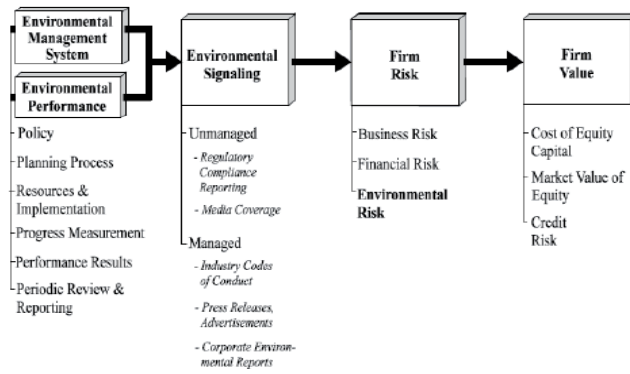 Environmental
Management
System
Environmental
Performance
Policy
Planning Process
Resources &
Implementation
Progress Measurement
Performance Results
Periodic Review &
Reporting
Environmental
Signaling
Unmanaged
- Regulatory
Compliance
Reporting
- Media Coverage
Managed
- Industry Codes
of Conduct
- Press Releases,
Advertisements
- Corporate Environ-
mental Reports
Firm
Risk
Business Risk
Financial Risk
Environmental
Risk
Firm
Value
Cost of Equity
Capital
Market Value of
Equity
Credit
Risk